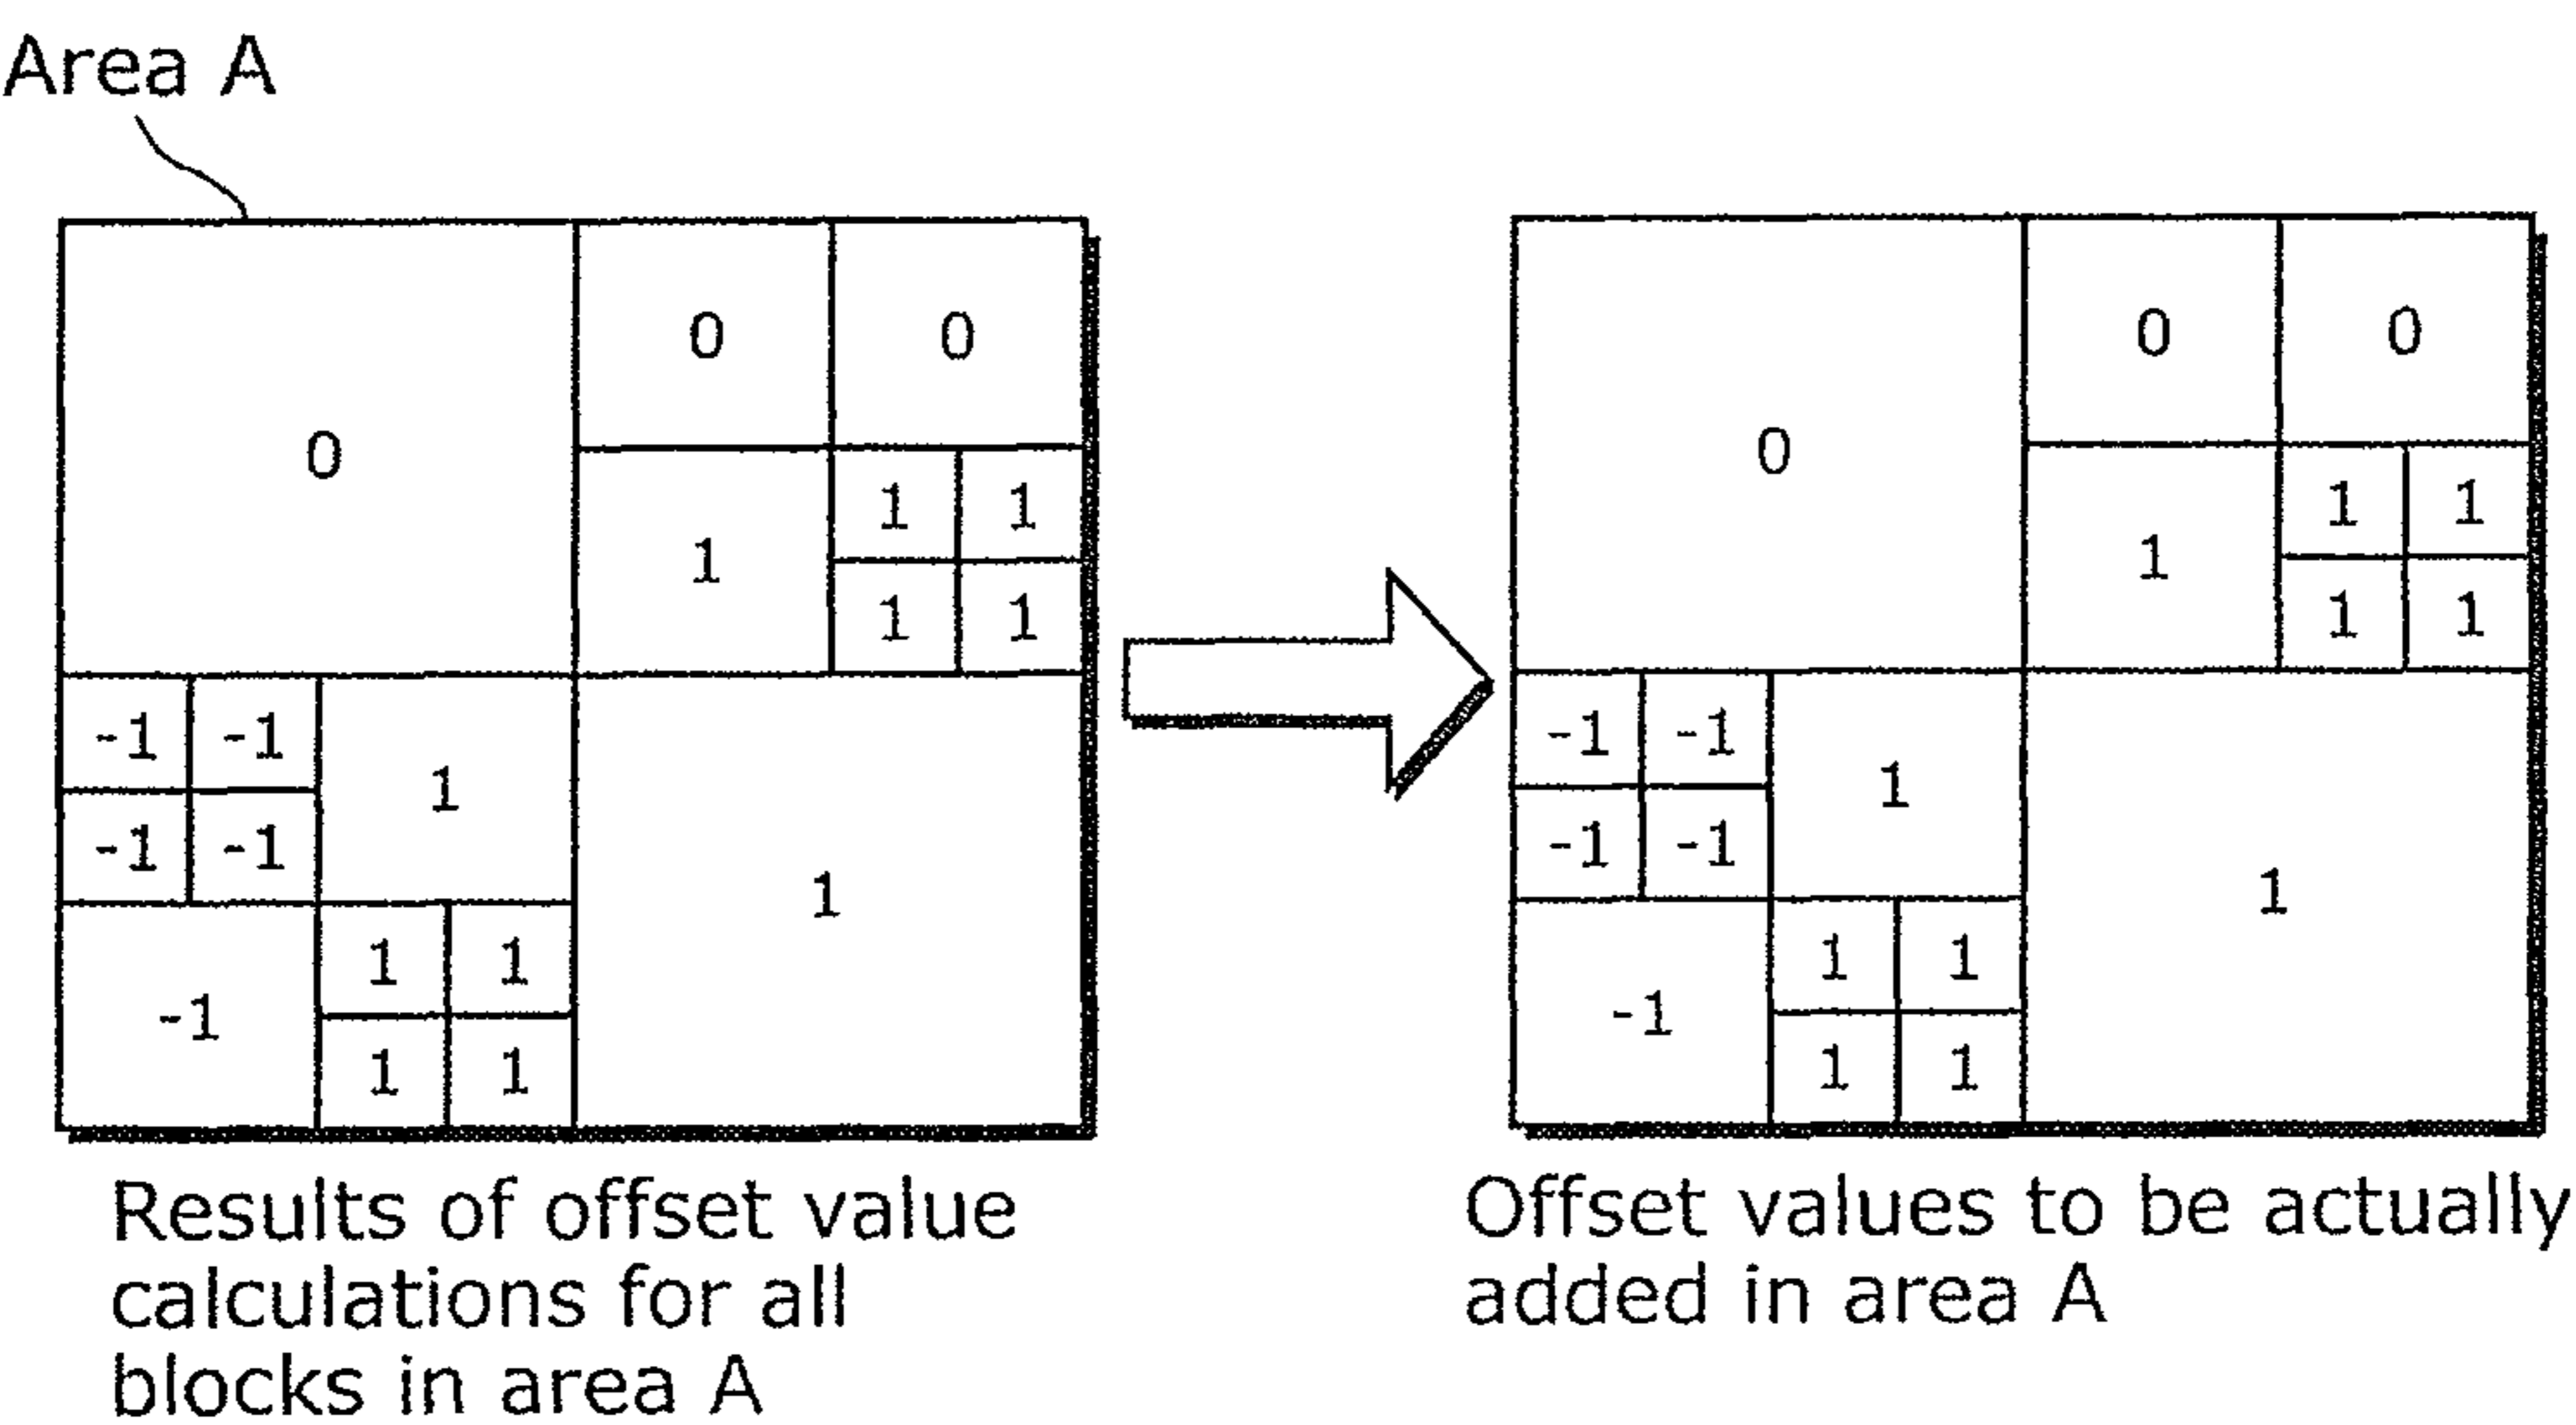 Area A
0 0
0
1 1 1
1 1
-1 -1 1
-1 -1
1
-1 1 1
1 1
Results of offset value
calculations for all
blocks in area A
0 0
0
1 1 1
1 1
-1 -1 1
-1 -1
1
-1 1 1
1 1
Offset values to be actually
added in area A